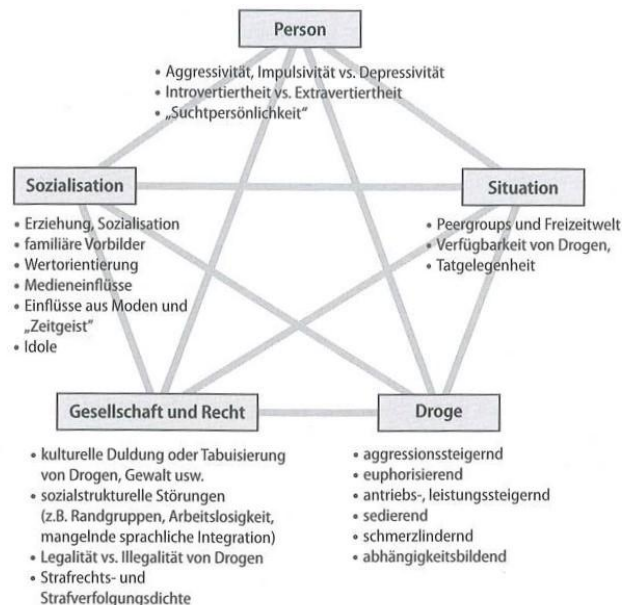 Person
• Aggressivität, Impulsivität vs. Depressivität
• Introvertiertheit vs. Extravertiertheit
• „Suchtpersönlichkeit“
Sozialisation
• Erziehung, Sozialisation
• familiäre Vorbilder
• Wertorientierung
• Medieneinflüsse
• Einflüsse aus Moden und
„Zeitgeist“
• Idole
Situation
• Peergroups und Freizeitwelt
• Verfügbarkeit von Drogen,
• Tatgelegenheit
Gesellschaft und Recht
• kulturelle Duldung oder Tabuisierung
von Drogen, Gewalt usw.
• sozialstrukturelle Störungen
(z.B. Randgruppen, Arbeitslosigkeit,
mangelnde sprachliche Integration)
• Legalität vs. Illegalität von Drogen
• Strafrechts- und
Strafverfolgungsdichte
Droge
• aggressionssteigernd
• euphorisierend
• antriebs-, leistungssteigernd
• sedierend
• schmerzlindernd
• abhängigkeitsbildend